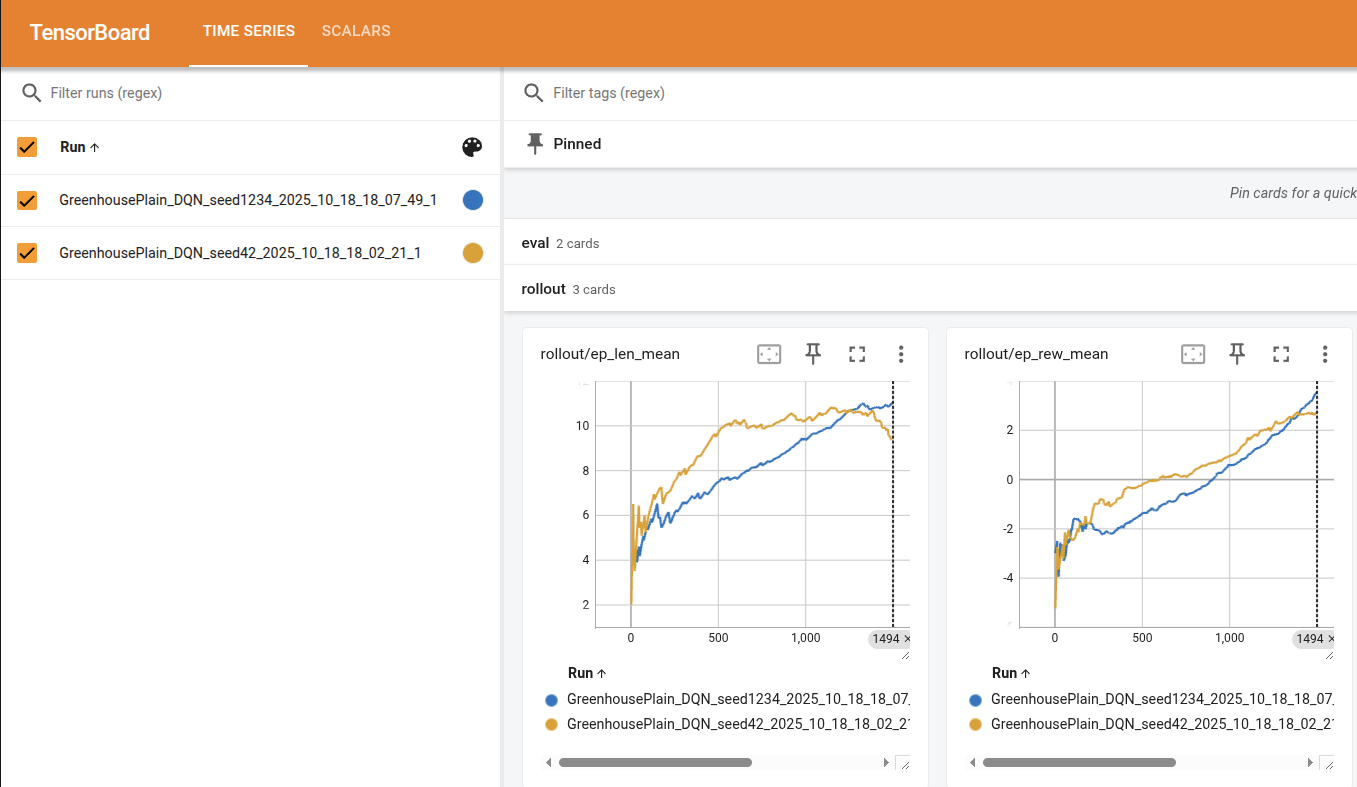 TensorBoard TIME SERIES SCALARS
Filter runs (regex)
Run ↑
GreenhousePlain_DQN_seed1234_2025_10_18_18_07_49_1
GreenhousePlain_DQN_seed42_2025_10_18_18_02_21_1
Filter tags (regex)
Pinned
Pin cards for a quick
eval 2 cards
rollout 3 cards
rollout/ep_len_mean
10
8
6
4
2
0 500 1,000 1494 ×
Run ↑
GreenhousePlain_DQN_seed1234_2025_10_18_18_07_
GreenhousePlain_DQN_seed42_2025_10_18_18_02_21
rollout/ep_rew_mean
2
0
-2
-4
0 500 1,000 1494 ×
Run ↑
GreenhousePlain_DQN_seed1234_2025_10_18_18_07_
GreenhousePlain_DQN_seed42_2025_10_18_18_02_21